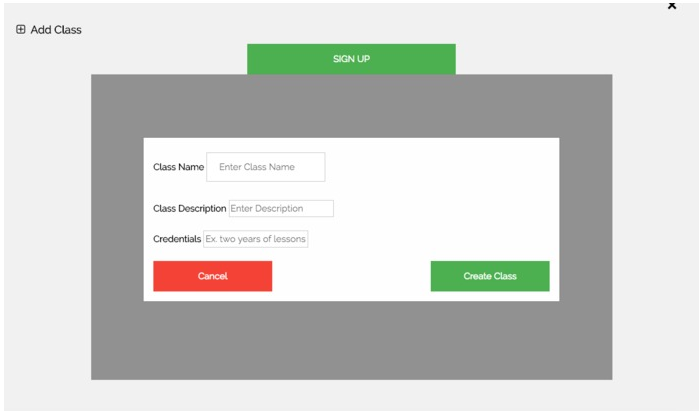 ×
Add Class
SIGN UP
Class Name Enter Class Name
Class Description Enter Description
Credentials Ex. two years of lessons
Cancel Create Class